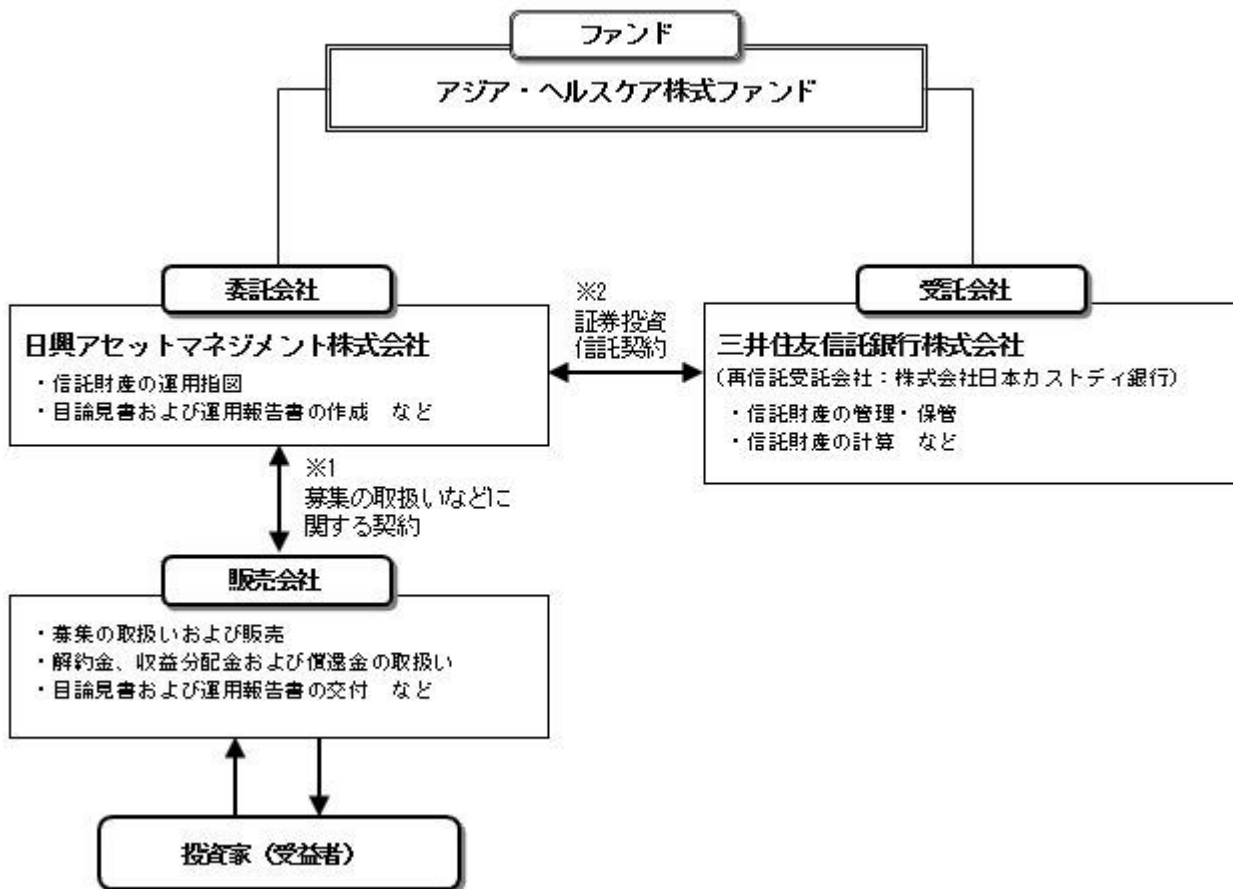 ファンド
アジア・ヘルスケア株式ファンド
委託会社
日興アセットマネジメント株式会社
・信託財産の運用指図
・目論見書および運用報告書の作成　など
※2
証券投資
信託契約
受託会社
三井住友信託銀行株式会社
(再信託受託会社：株式会社日本カストディ銀行)
・信託財産の管理・保管
・信託財産の計算　など
※1
募集の取扱いなどに
関する契約
販売会社
・募集の取扱いおよび販売
・解約金、収益分配金および償還金の取扱い
・目論見書および運用報告書の交付　など
投資家（受益者）